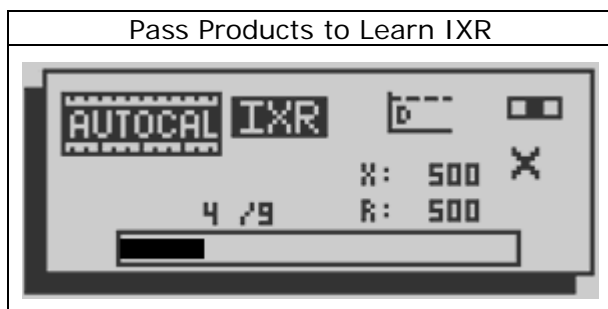 Pass Products to Learn IXR
AUTOCAL IXR D
X: 500
4 /9 R: 500